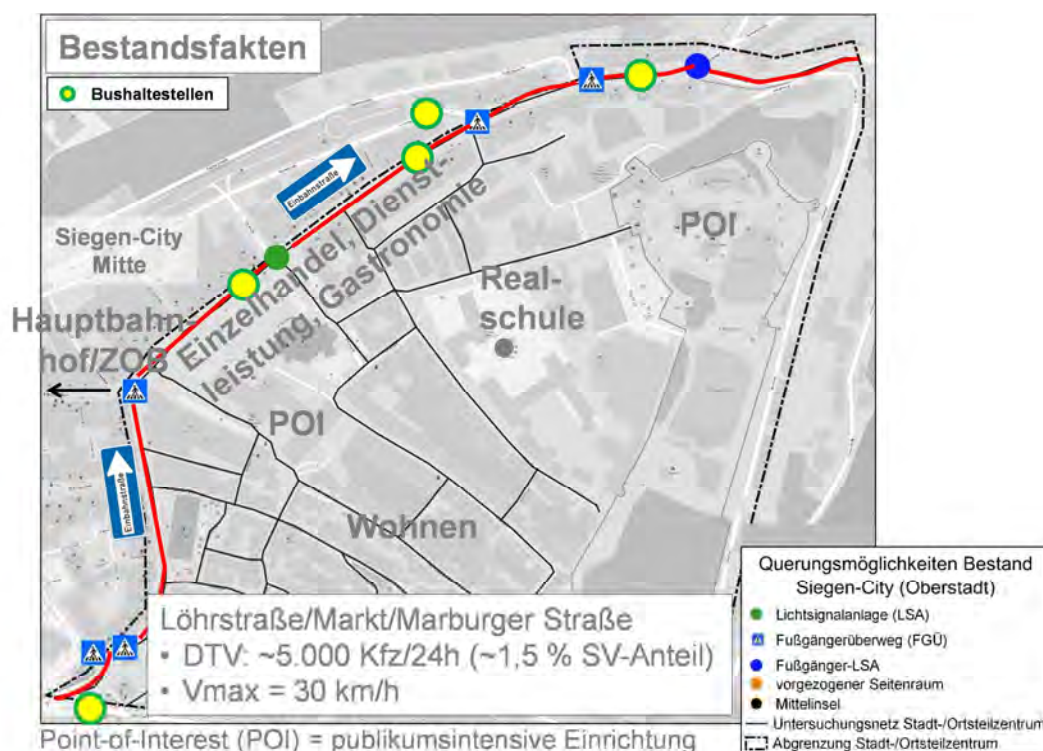 Bestandsfakten
Bushaltestellen
Einbahnstraße
Siegen-City
Mitte
Hauptbahn-
hof/ZOB
Einzelhandel, Dienst-
leistung, Gastronomie
POI
Real-
schule
POI
Einbahnstraße
Wohnen
Löhrstraße/Markt/Marburger Straße
• DTV: ~5.000 Kfz/24h (~1,5 % SV-Anteil)
• Vmax = 30 km/h
Querungsmöglichkeiten Bestand
Siegen-City (Oberstadt)
Lichtsignalanlage (LSA)
Fußgängerüberweg (FGÜ)
Fußgänger-LSA
vorgezogener Seitenraum
Mittelinsel
Untersuchungsnetz Stadt-/Ortsteilzentrum
Abgrenzung Stadt-/Ortsteilzentrum
Point-of-Interest (POI) = publikumsintensive Einrichtung